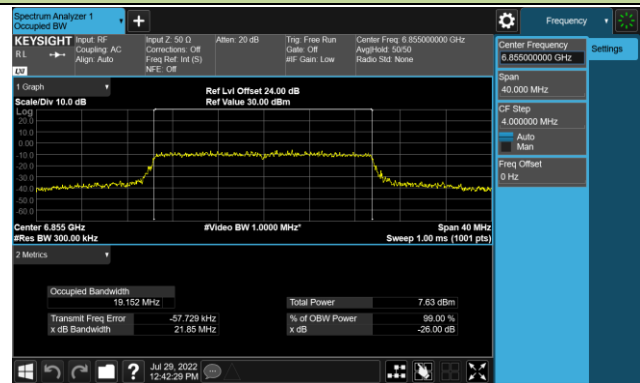 Spectrum Analyzer 1
Occupied BW
Frequency
KEYSIGHT
RL
Input: RF
Coupling: AC
Align: Auto
Input Z: 50 Ω
Corrections: Off
Freq Ref: Int (S)
NFE: Off
Atten: 20 dB
Trig: Free Run
Gate: Off
#IF Gain: Low
Center Freq: 6.855000000 GHz
Avg|Hold: 50/50
Radio Std: None
Center Frequency
6.855000000 GHz
Settings
Span
40.000 MHz
CF Step
4.000000 MHz
Auto
Man
Freq Offset
0 Hz
1 Graph
Scale/Div 10.0 dB
Ref Lvl Offset 24.00 dB
Ref Value 30.00 dBm
Log
20.0
10.0
0.00
-10.0
-20.0
-30.0
-40.0
-50.0
-60.0
Center 6.855 GHz
#Res BW 300.00 kHz
#Video BW 1.0000 MHz*
Span 40 MHz
Sweep 1.00 ms (1001 pts)
2 Metrics
Occupied Bandwidth
19.152 MHz
Total Power 7.63 dBm
Transmit Freq Error -57.729 kHz
% of OBW Power 99.00 %
x dB Bandwidth 21.85 MHz
x dB -26.00 dB
Jul 29, 2022
12:42:29 PM